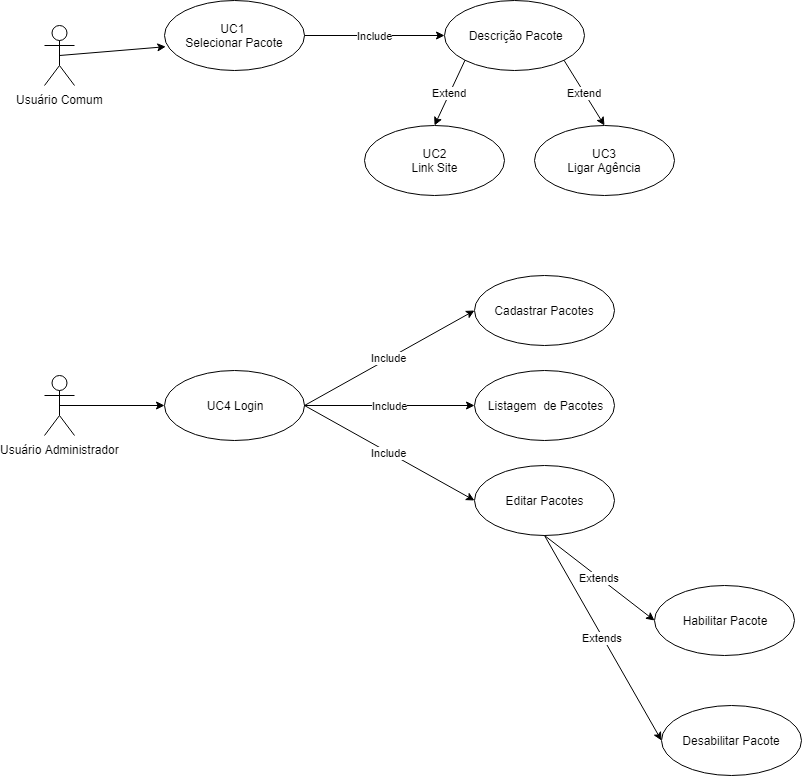 UC1
Selecionar Pacote
Include
Descrição Pacote
Usuário Comum
Extend
Extend
UC2
Link Site
UC3
Ligar Agência
Cadastrar Pacotes
Include
UC4 Login
Include
Listagem  de Pacotes
Usuário Administrador
Include
Editar Pacotes
Extends
Habilitar Pacote
Extends
Desabilitar Pacote